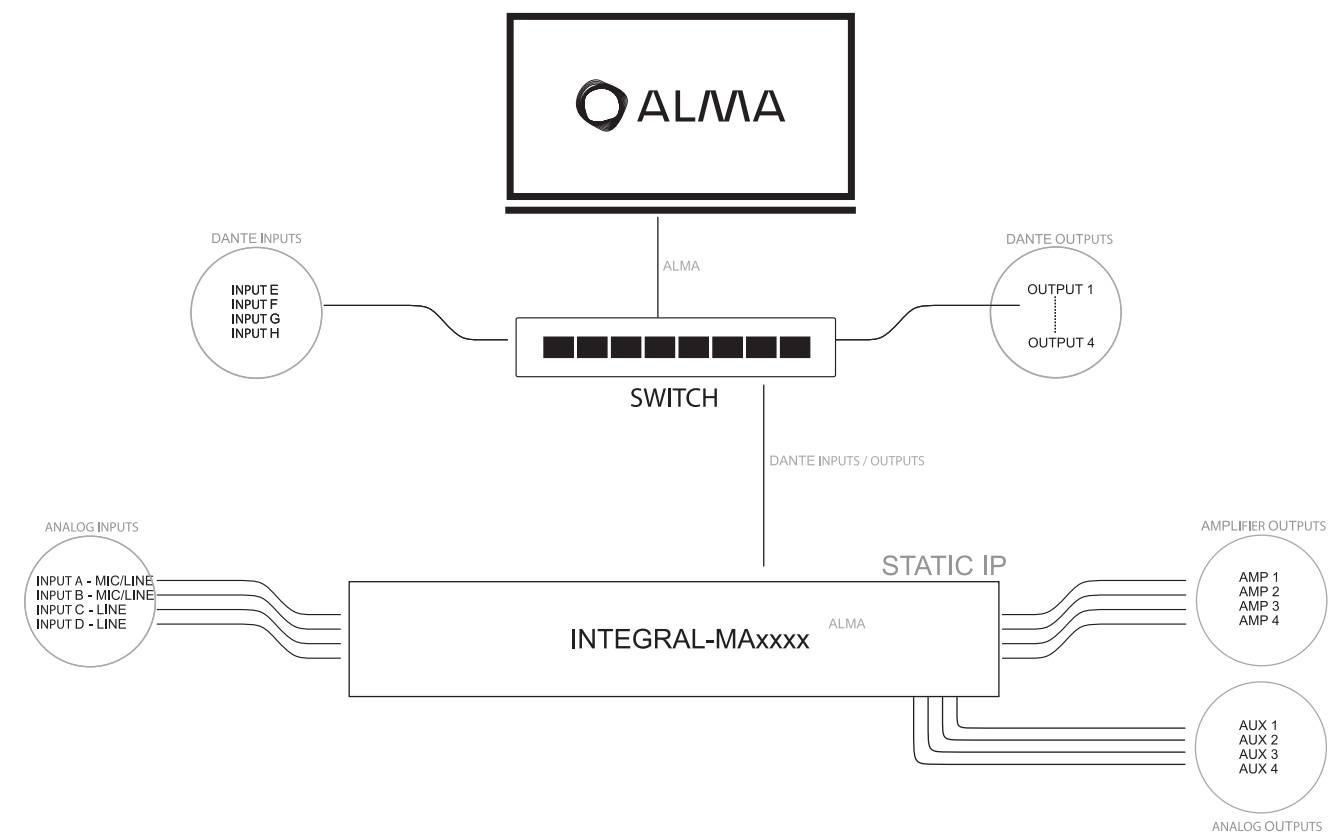 ALMA
DANTE INPUTS
INPUT E
INPUT F
INPUT G
INPUT H
ALMA
DANTE OUTPUTS
OUTPUT 1
OUTPUT 4
SWITCH
DANTE INPUTS / OUTPUTS
ANALOG INPUTS
INPUT A - MIC/LINE
INPUT B - MIC/LINE
INPUT C - LINE
INPUT D - LINE
STATIC IP
INTEGRAL-MAxxxx
ALMA
AMPLIFIER OUTPUTS
AMP 1
AMP 2
AMP 3
AMP 4
AUX 1
AUX 2
AUX 3
AUX 4
ANALOG OUTPUTS